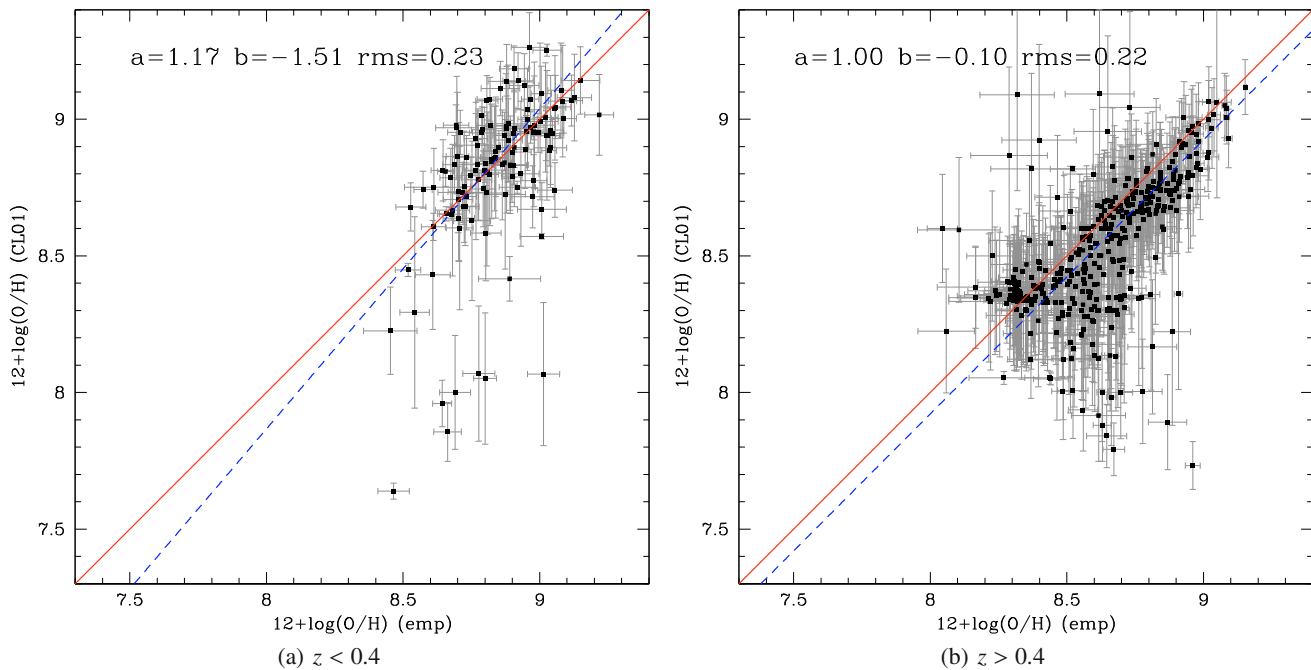 a=1.17 b=−1.51 rms=0.23
9
8.5
8
7.5
12+log(O/H) (CL01)
7.5 8 8.5 9
12+log(O/H) (emp)
(a) z < 0.4
a=1.00 b=−0.10 rms=0.22
9
8.5
8
7.5
12+log(O/H) (CL01)
7.5 8 8.5 9
12+log(O/H) (emp)
(b) z > 0.4